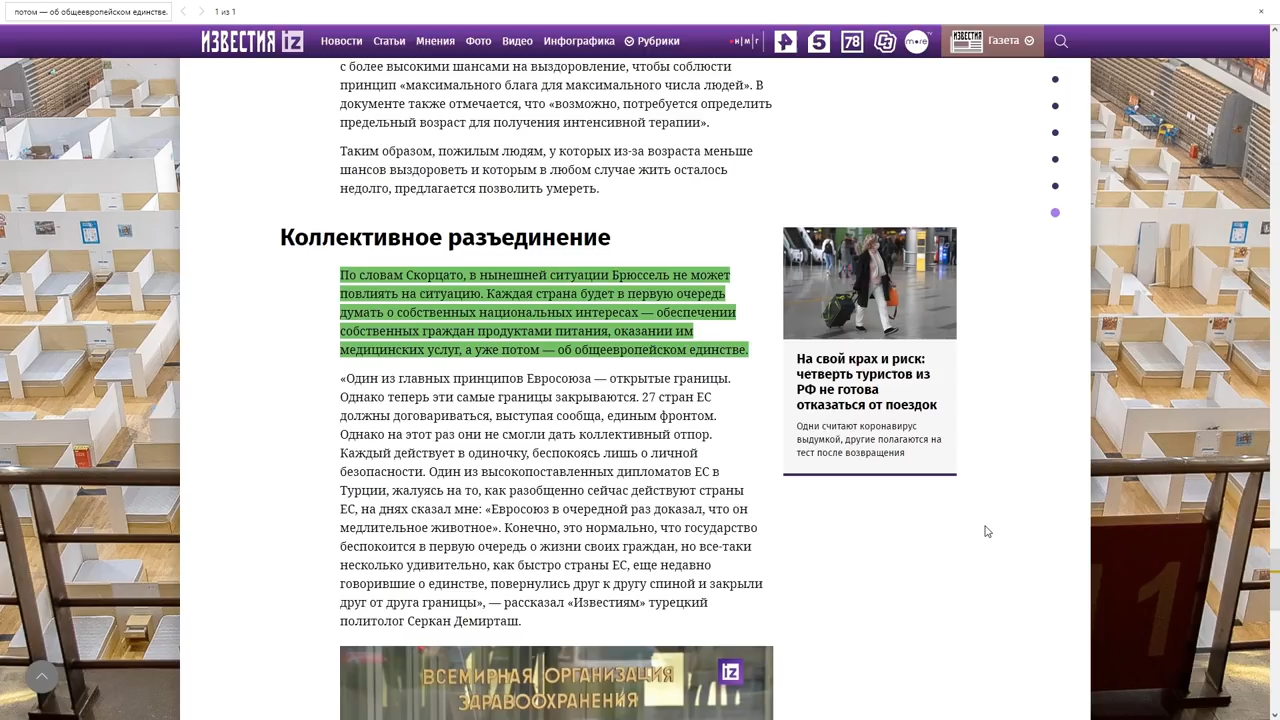 потом — об общеевропейском единстве.
1 из 1
ИЗВЕСТИЯ iz
Новости Статьи Мнения Фото Видео Инфографика Рубрики
н|м|г
5 78 more tv
ИЗВЕСТИЯ Газета
с более высокими шансами на выздоровление, чтобы соблюсти
принцип «максимального блага для максимального числа людей». В
документе также отмечается, что «возможно, потребуется определить
предельный возраст для получения интенсивной терапии».
Таким образом, пожилым людям, у которых из-за возраста меньше
шансов выздороветь и которым в любом случае жить осталось
недолго, предлагается позволить умереть.
Коллективное разъединение
По словам Скорцато, в нынешней ситуации Брюссель не может
повлиять на ситуацию. Каждая страна будет в первую очередь
думать о собственных национальных интересах — обеспечении
собственных граждан продуктами питания, оказании им
медицинских услуг, а уже потом — об общеевропейском единстве.
«Один из главных принципов Евросоюза — открытые границы.
Однако теперь эти самые границы закрываются. 27 стран ЕС
должны договариваться, выступая сообща, единым фронтом.
Однако на этот раз они не смогли дать коллективный отпор.
Каждый действует в одиночку, беспокоясь лишь о личной
безопасности. Один из высокопоставленных дипломатов ЕС в
Турции, жалуясь на то, как разобщенно сейчас действуют страны
ЕС, на днях сказал мне: «Евросоюз в очередной раз доказал, что он
медлительное животное». Конечно, это нормально, что государство
беспокоится в первую очередь о жизни своих граждан, но все-таки
несколько удивительно, как быстро страны ЕС, еще недавно
говорившие о единстве, повернулись друг к другу спиной и закрыли
друг от друга границы», — рассказал «Известиям» турецкий
политолог Серкан Демирташ.
На свой крах и риск:
четверть туристов из
РФ не готова
отказаться от поездок
Одни считают коронавирус
выдумкой, другие полагаются на
тест после возвращения
ВСЕМИРНАЯ ОРГАНИЗАЦИЯ
ЗДРАВООХРАНЕНИЯ
iz
11